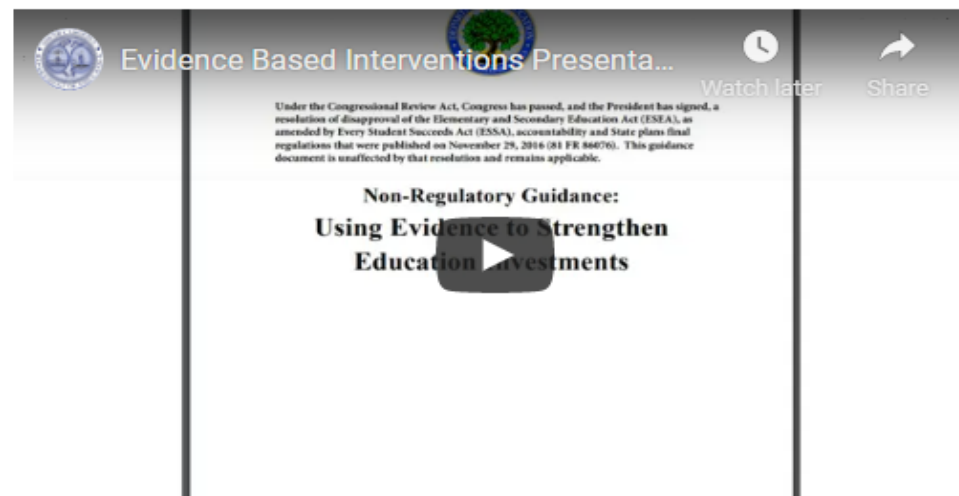 Evidence Based Interventions Presenta...
Watch later
Share
Under the Congressional Review Act, Congress has passed, and the President has signed, a
resolution of disapproval of the Elementary and Secondary Education Act (ESEA), as
amended by Every Student Succeeds Act (ESSA), accountability and State plans final
regulations that were published on November 29, 2016 (81 FR 86076). This guidance
document is unaffected by that resolution and remains applicable.
Non-Regulatory Guidance:
Using Evidence to Strengthen
Education Investments